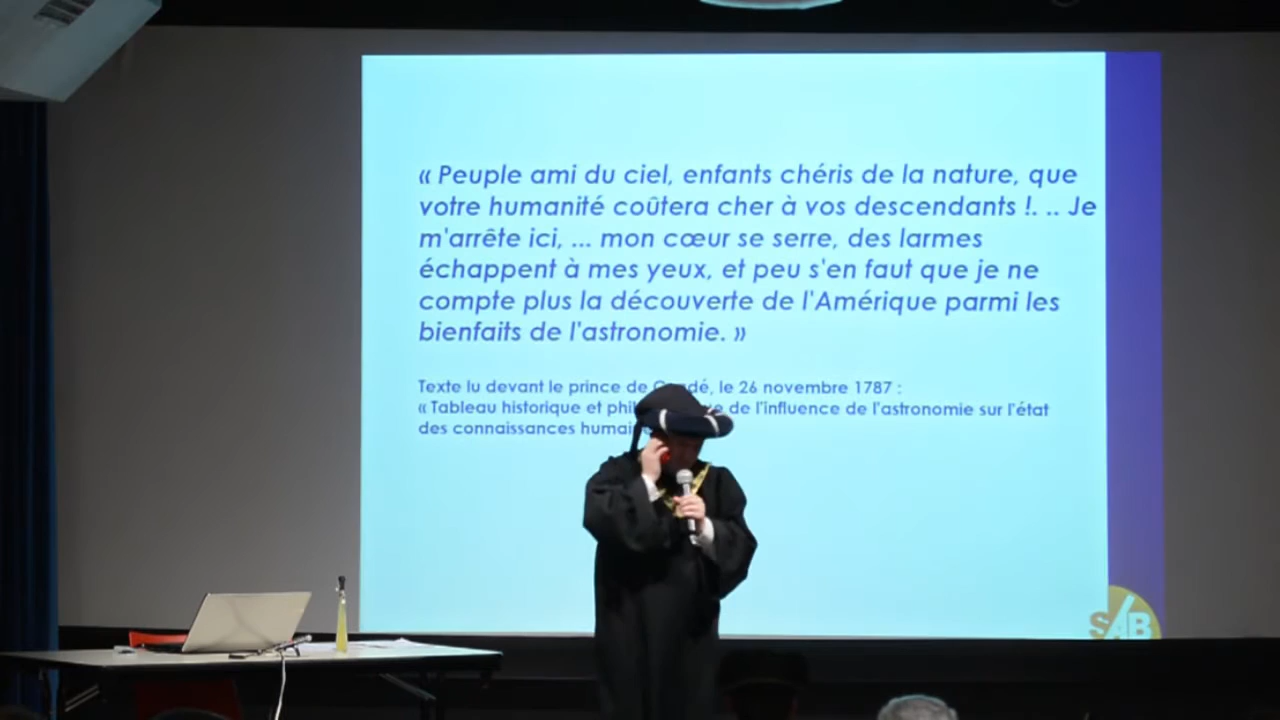 « Peuple ami du ciel, enfants chéris de la nature, que
votre humanité coûtera cher à vos descendants !. .. Je
m'arrête ici, ... mon cœur se serre, des larmes
échappent à mes yeux, et peu s'en faut que je ne
compte plus la découverte de l'Amérique parmi les
bienfaits de l'astronomie. »
Texte lu devant le prince de , le 26 novembre 1787 :
« Tableau historique et de l'influence de l'astronomie sur l'état
des connaissances
SAB